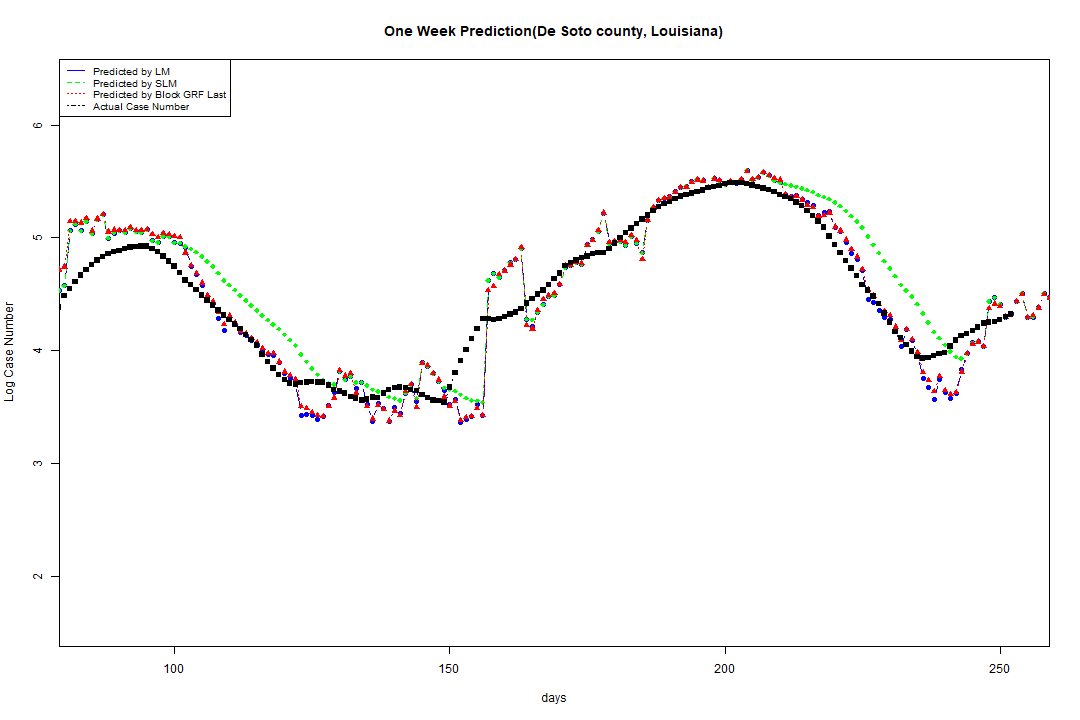 One Week Prediction(De Soto county, Louisiana)
Predicted by LM
Predicted by SLM
Predicted by Block GRF Last
Actual Case Number
6
5
4
3
2
Log Case Number
100 150 200 250
days